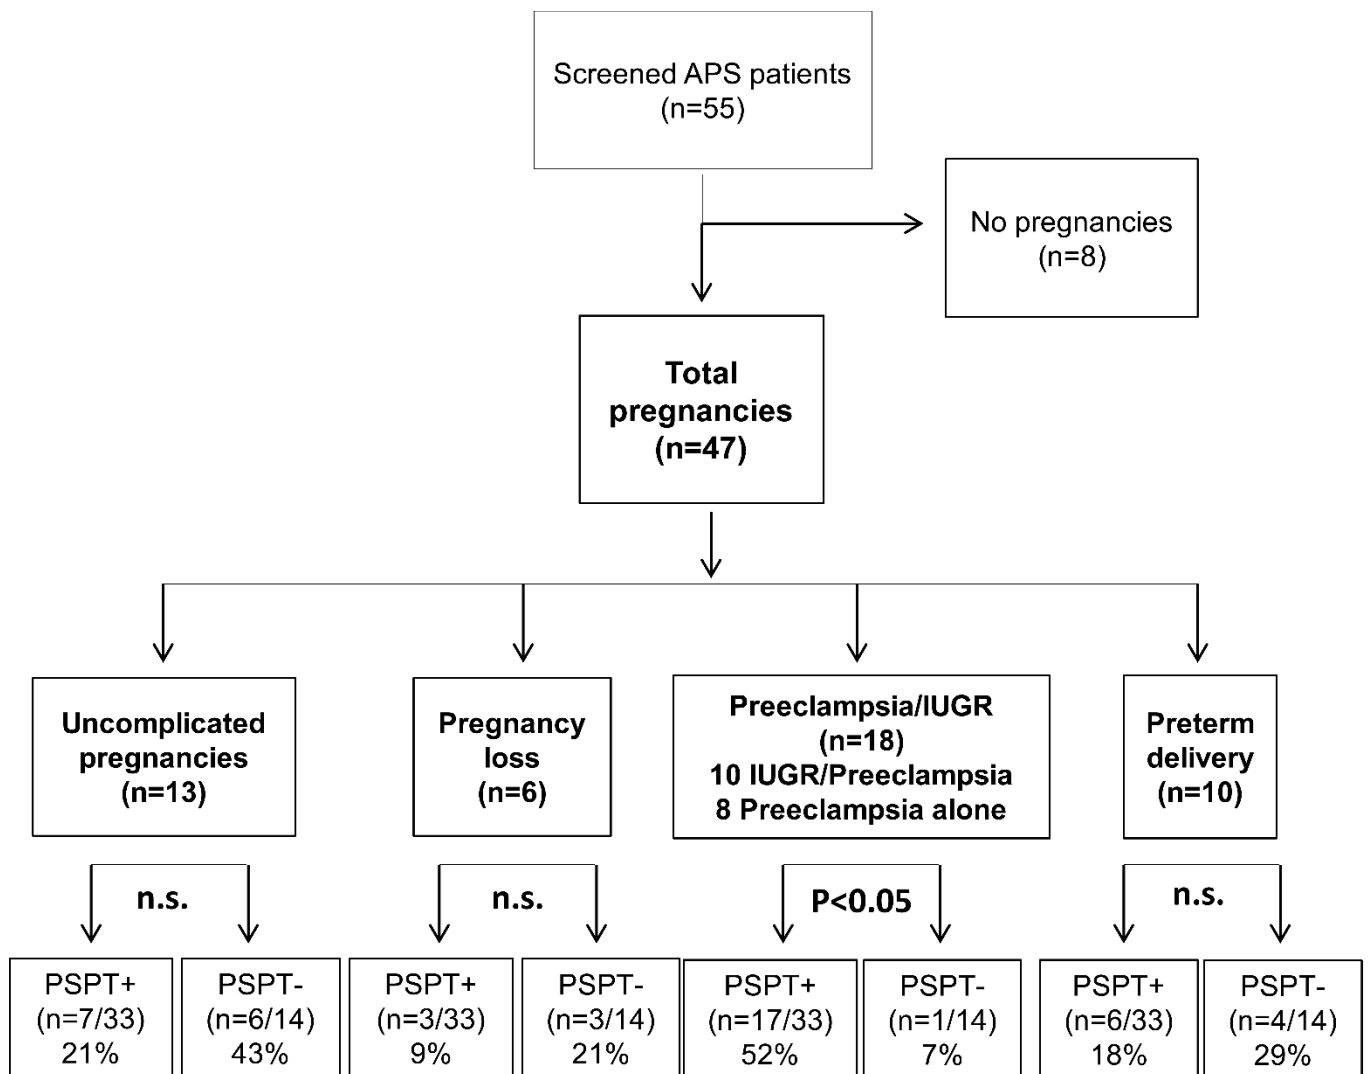 Screened APS patients
(n=55)
No pregnancies
(n=8)
Total
pregnancies
(n=47)
Uncomplicated
pregnancies
(n=13)
Pregnancy
loss
(n=6)
Preeclampsia/IUGR
(n=18)
10 IUGR/Preeclampsia
8 Preeclampsia alone
Preterm
delivery
(n=10)
n.s.
n.s.
P<0.05
n.s.
PSPT+
(n=7/33)
21%
PSPT-
(n=6/14)
43%
PSPT+
(n=3/33)
9%
PSPT-
(n=3/14)
21%
PSPT+
(n=17/33)
52%
PSPT-
(n=1/14)
7%
PSPT+
(n=6/33)
18%
PSPT-
(n=4/14)
29%